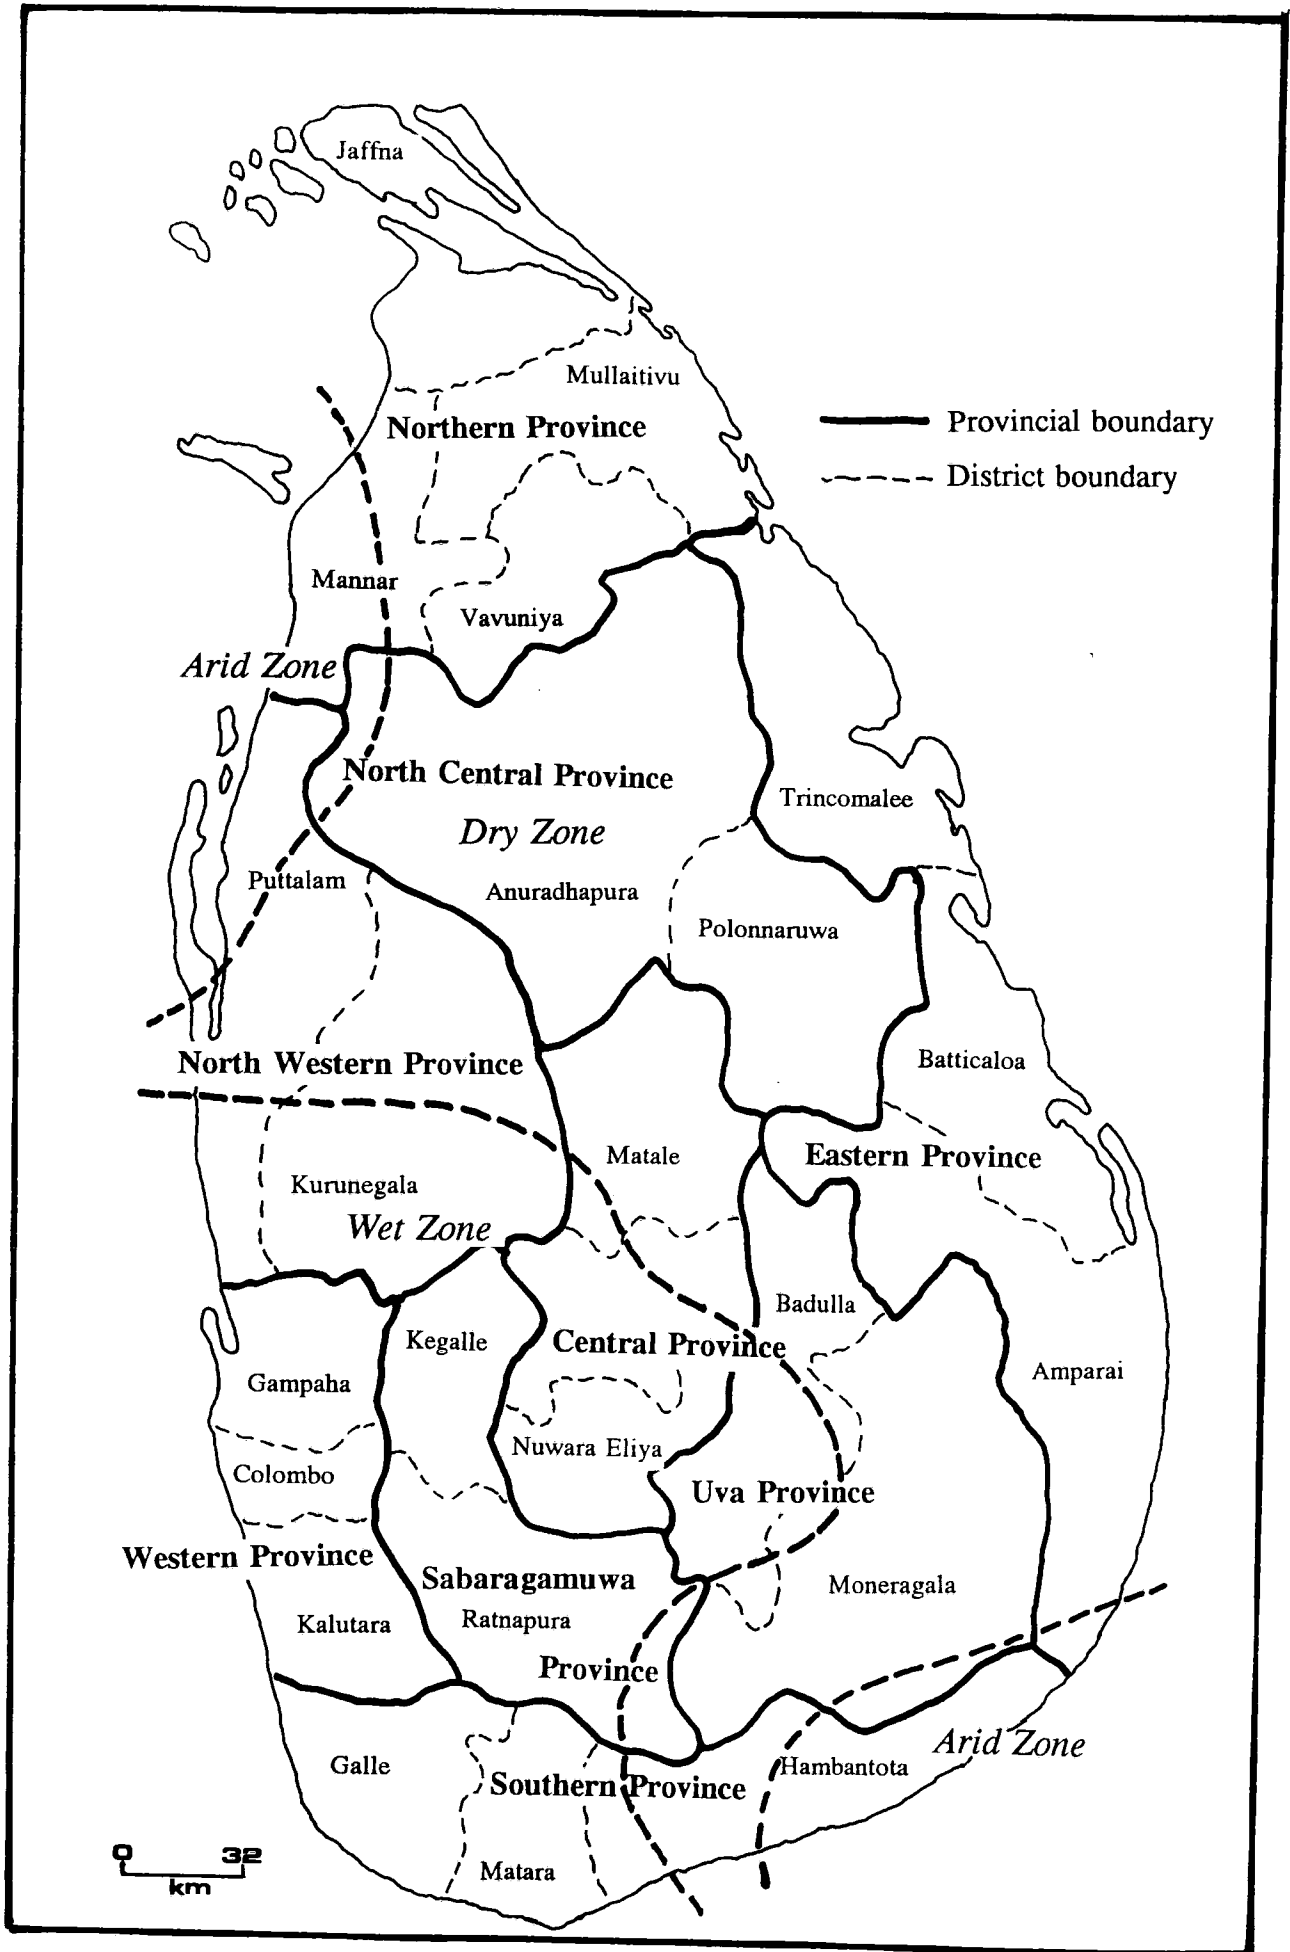 Jaffna
Mullaitivu
Northern Province
Provincial boundary
District boundary
Mannar
Vavuniya
Arid Zone
North Central Province
Trincomalee
Dry Zone
Puttalam
Anuradhapura
Polonnaruwa
North Western Province
Batticaloa
Matale
Eastern Province
Kurunegala
Wet Zone
Badulla
Kegalle
Central Province
Gampaha
Amparai
Nuwara Eliya
Colombo
Uva Province
Western Province
Sabaragamuwa
Moneragala
Ratnapura
Kalutara
Province
Arid Zone
Galle
Hambantota
Southern Province
0 32
km
Matara